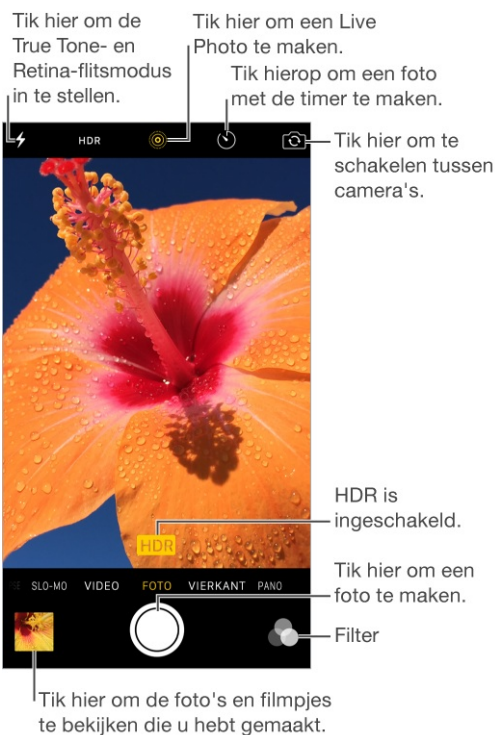 Tik hier om de
True Tone- en
Retina-flitsmodus
in te stellen.
Tik hier om een Live
Photo te maken.
Tik hierop om een foto
met de timer te maken.
HDR
Tik hier om te
schakelen tussen
camera's.
HDR
HDR is
ingeschakeld.
SLO-MO VIDEO FOTO VIERKANT PANO
Tik hier om een
foto te maken.
Filter
Tik hier om de foto's en filmpjes
te bekijken die u hebt gemaakt.